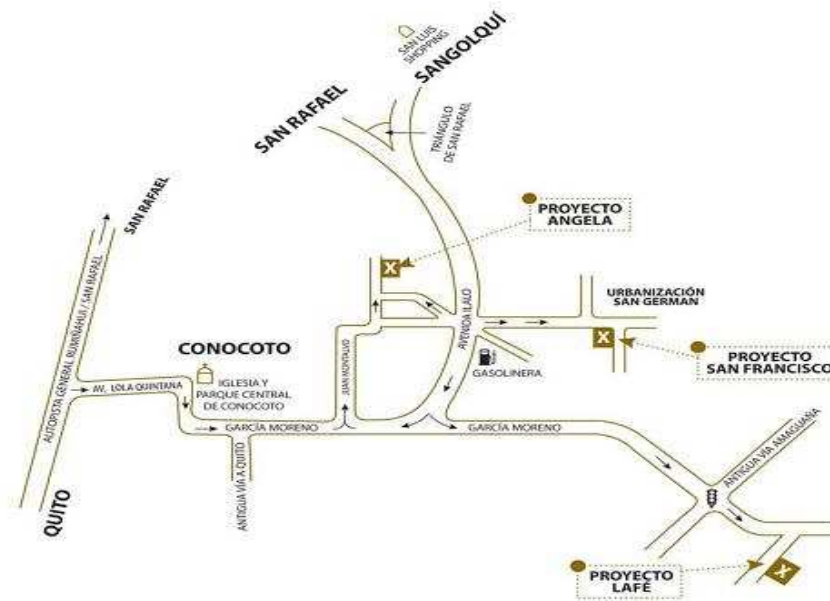 SAN LUIS
SHOPPING
SANGOLQUÍ
SAN RAFAEL
TRIÁNGULO
DE SAN RAFAEL
SAN RAFAEL
AUTOPISTA GENERAL RUMIÑAHUI / SAN RAFAEL
QUITO
PROYECTO
ANGELA
X
URBANIZACIÓN
SAN GERMAN
X
PROYECTO
SAN FRANCISCO
AVENIDA ILALO
GASOLINERA
CONOCOTO
IGLESIA Y
PARQUE CENTRAL
DE CONOCOTO
AV. LOLA QUINTANA
JUAN MONTALVO
GARCÍA MORENO
GARCÍA MORENO
ANTIGUA VÍA A QUITO
ANTIGUA VÍA AMAGUAÑA
PROYECTO
LAFÉ
X